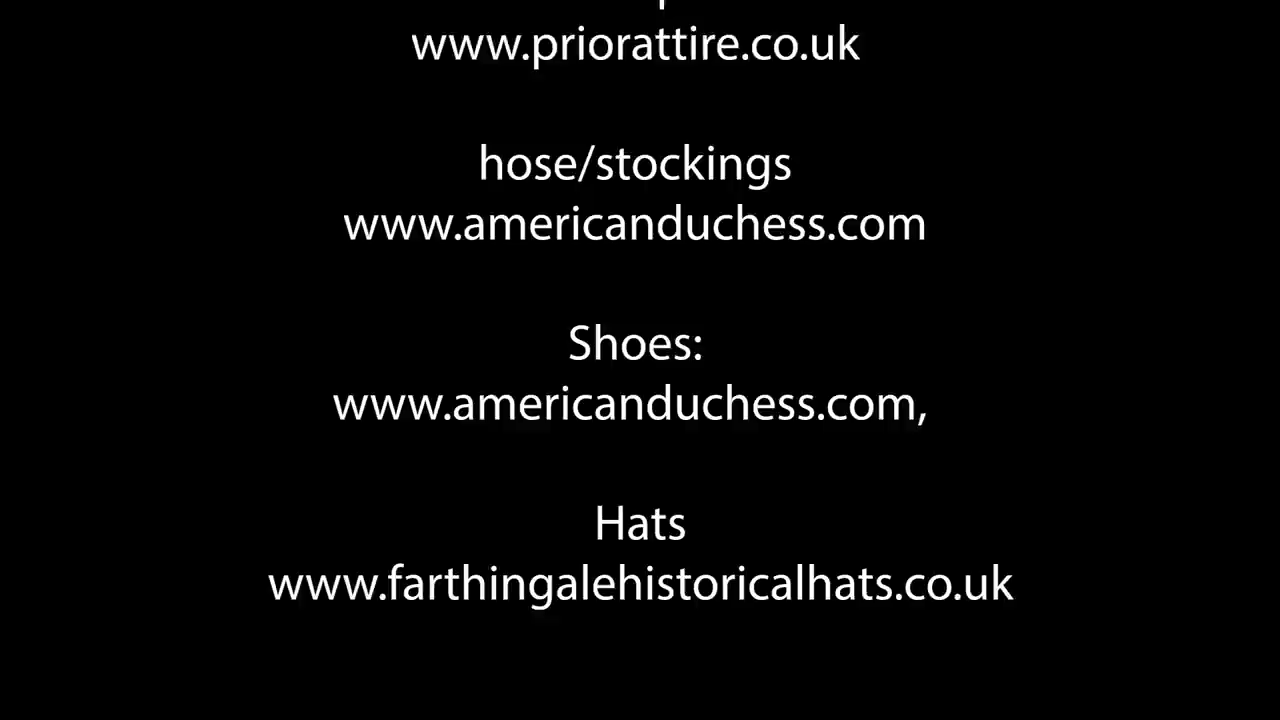 www.priorattire.co.uk
hose/stockings
www.americanduchess.com
Shoes:
www.americanduchess.com,
Hats
www.farthingalehistoricalhats.co.uk